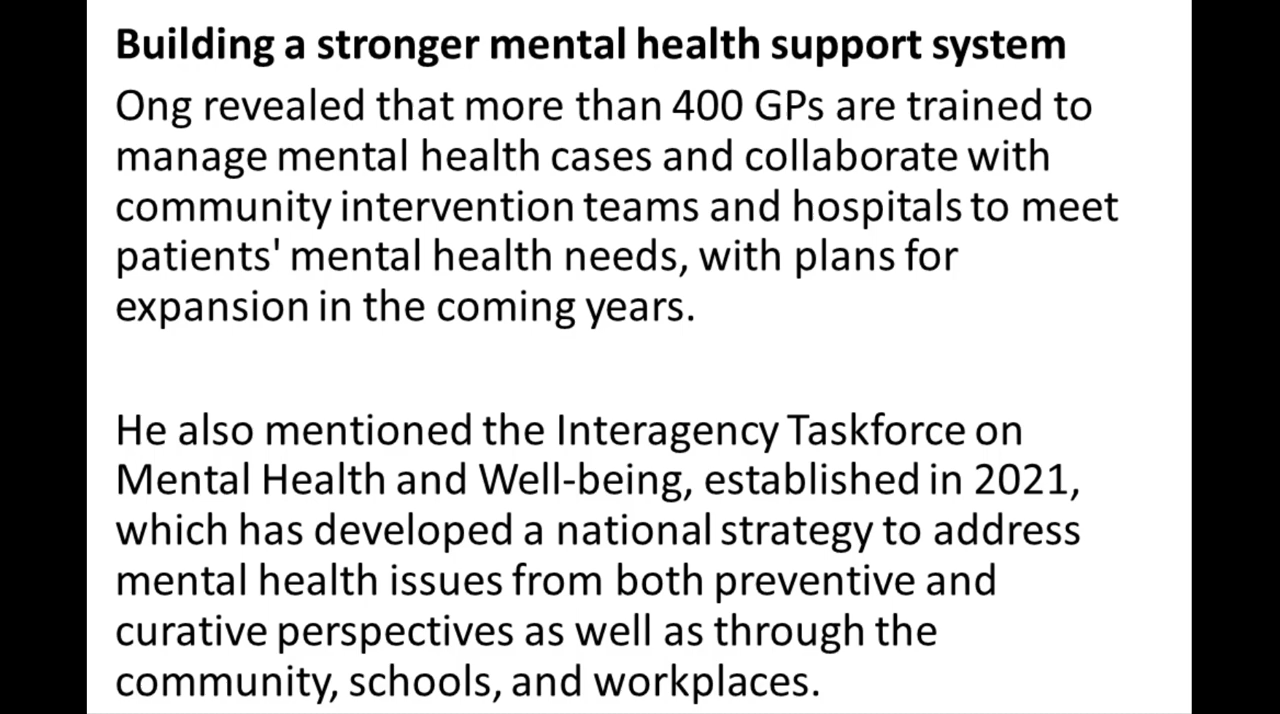 Building a stronger mental health support system
Ong revealed that more than 400 GPs are trained to
manage mental health cases and collaborate with
community intervention teams and hospitals to meet
patients' mental health needs, with plans for
expansion in the coming years.
He also mentioned the Interagency Taskforce on
Mental Health and Well-being, established in 2021,
which has developed a national strategy to address
mental health issues from both preventive and
curative perspectives as well as through the
community, schools, and workplaces.